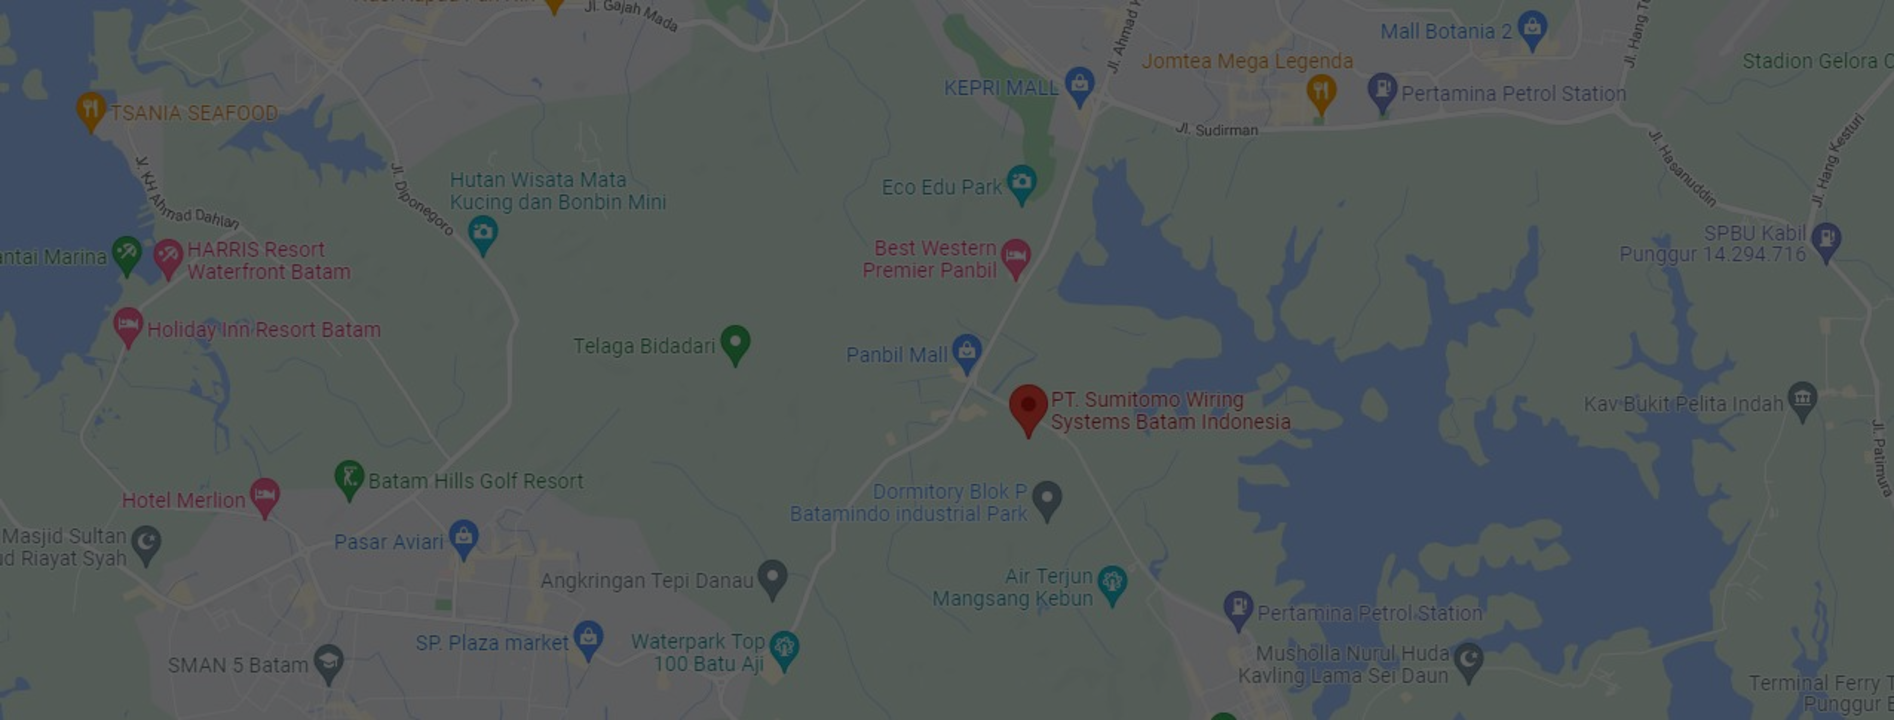 Jl. Gajah Mada
Jl. Ahmad
Mall Botania 2
Jl. Hang
Jomtea Mega Legenda
Stadion Gelora
KEPRI MALL
Pertamina Petrol Station
TSANIA SEAFOOD
Jl. Sudirman
Jl. Hasanuddin
Jl. Hang Kesturi
Jl. KH Ahmad Dahlan
Jl. Diponegoro
Hutan Wisata Mata
Kucing dan Bonbin Mini
Eco Edu Park
SPBU Kabil
Punggur 14.294.716
antai Marina
HARRIS Resort
Waterfront Batam
Best Western
Premier Panbil
Holiday Inn Resort Batam
Telaga Bidadari
Panbil Mall
PT. Sumitomo Wiring
Systems Batam Indonesia
Kav Bukit Pelita Indah
Jl. Patimura
Batam Hills Golf Resort
Hotel Merlion
Dormitory Blok P
Batamindo industrial Park
Masjid Sultan
ud Riayat Syah
Pasar Aviari
Angkringan Tepi Danau
Air Terjun
Mangsang Kebun
Pertamina Petrol Station
SP. Plaza market
Waterpark Top
100 Batu Aji
SMAN 5 Batam
Musholla Nurul Huda
Kavling Lama Sei Daun
Terminal Ferry T
Punggur